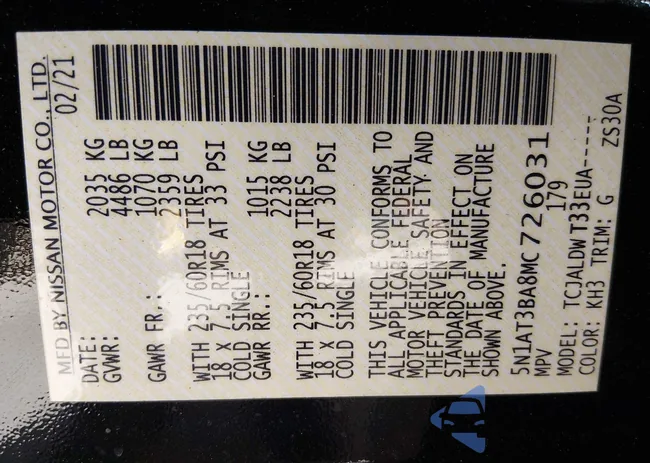 MFD BY NISSAN MOTOR CO., LTD.
DATE: 02/21
GVWR: 2035 KG
4486 LB
GAWR FR.: 1070 KG
2359 LB
WITH 235/60R18 TIRES
18 X 7.5 RIMS AT 33 PSI
COLD SINGLE
GAWR RR.: 1015 KG
2238 LB
WITH 235/60R18 TIRES
18 X 7.5 RIMS AT 30 PSI
COLD SINGLE
THIS VEHICLE CONFORMS TO
ALL APPLICABLE FEDERAL
MOTOR VEHICLE SAFETY AND
THEFT PREVENTION
STANDARDS IN EFFECT ON
THE DATE OF MANUFACTURE
SHOWN ABOVE.
5N1AT3BA8MC726031
MPV 179
MODEL: TCJALDWT33EUA-----
COLOR: KH3 TRIM: G ZS30A